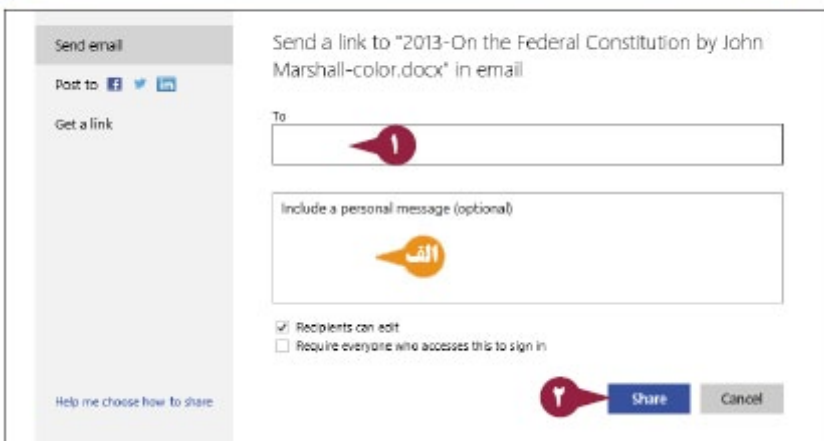 Send email
Post to
Get a link
Help me choose how to share
Send a link to "2013-On the Federal Constitution by John
Marshall-color.docx" in email
To
۱
Include a personal message (optional)
الف
Recipients can edit
Require everyone who accesses this to sign in
۲
Share
Cancel